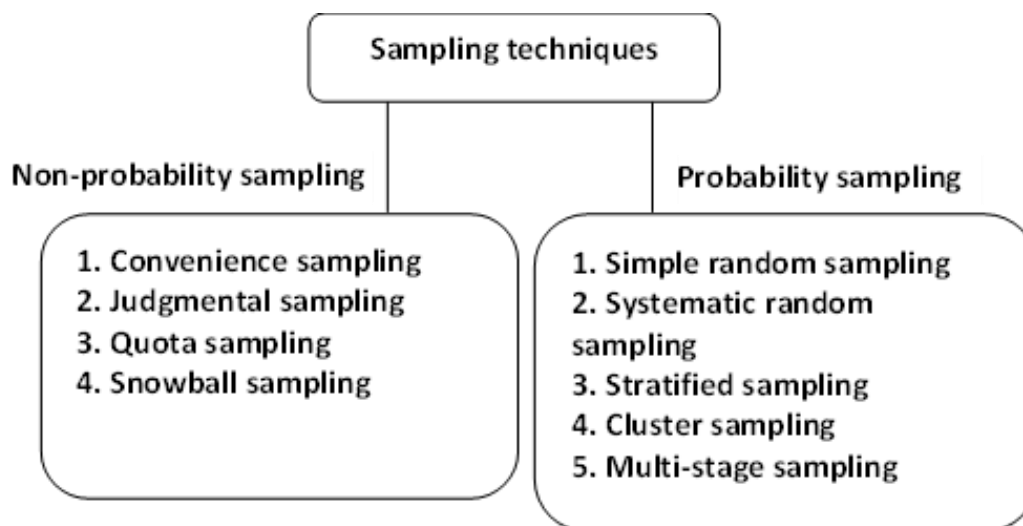 Sampling techniques
Non-probability sampling
1. Convenience sampling
2. Judgmental sampling
3. Quota sampling
4. Snowball sampling
Probability sampling
1. Simple random sampling
2. Systematic random
sampling
3. Stratified sampling
4. Cluster sampling
5. Multi-stage sampling